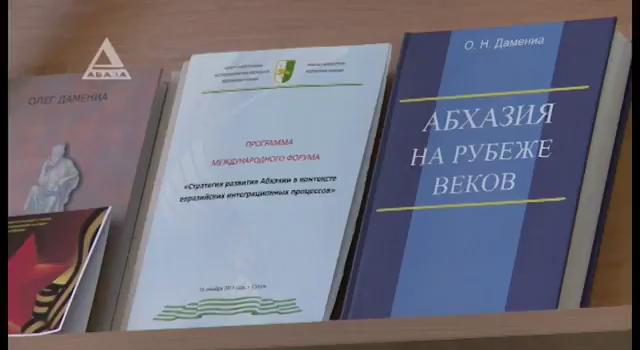 АБАЗА
ОЛЕГ ДАМЕНИА
ПРОГРАММА
МЕЖДУНАРОДНОГО ФОРУМА
«Стратегия развития Абхазии в контексте
евразийских интеграционных процессов»
О. Н. Дамениа
АБХАЗИЯ
НА РУБЕЖЕ
ВЕКОВ